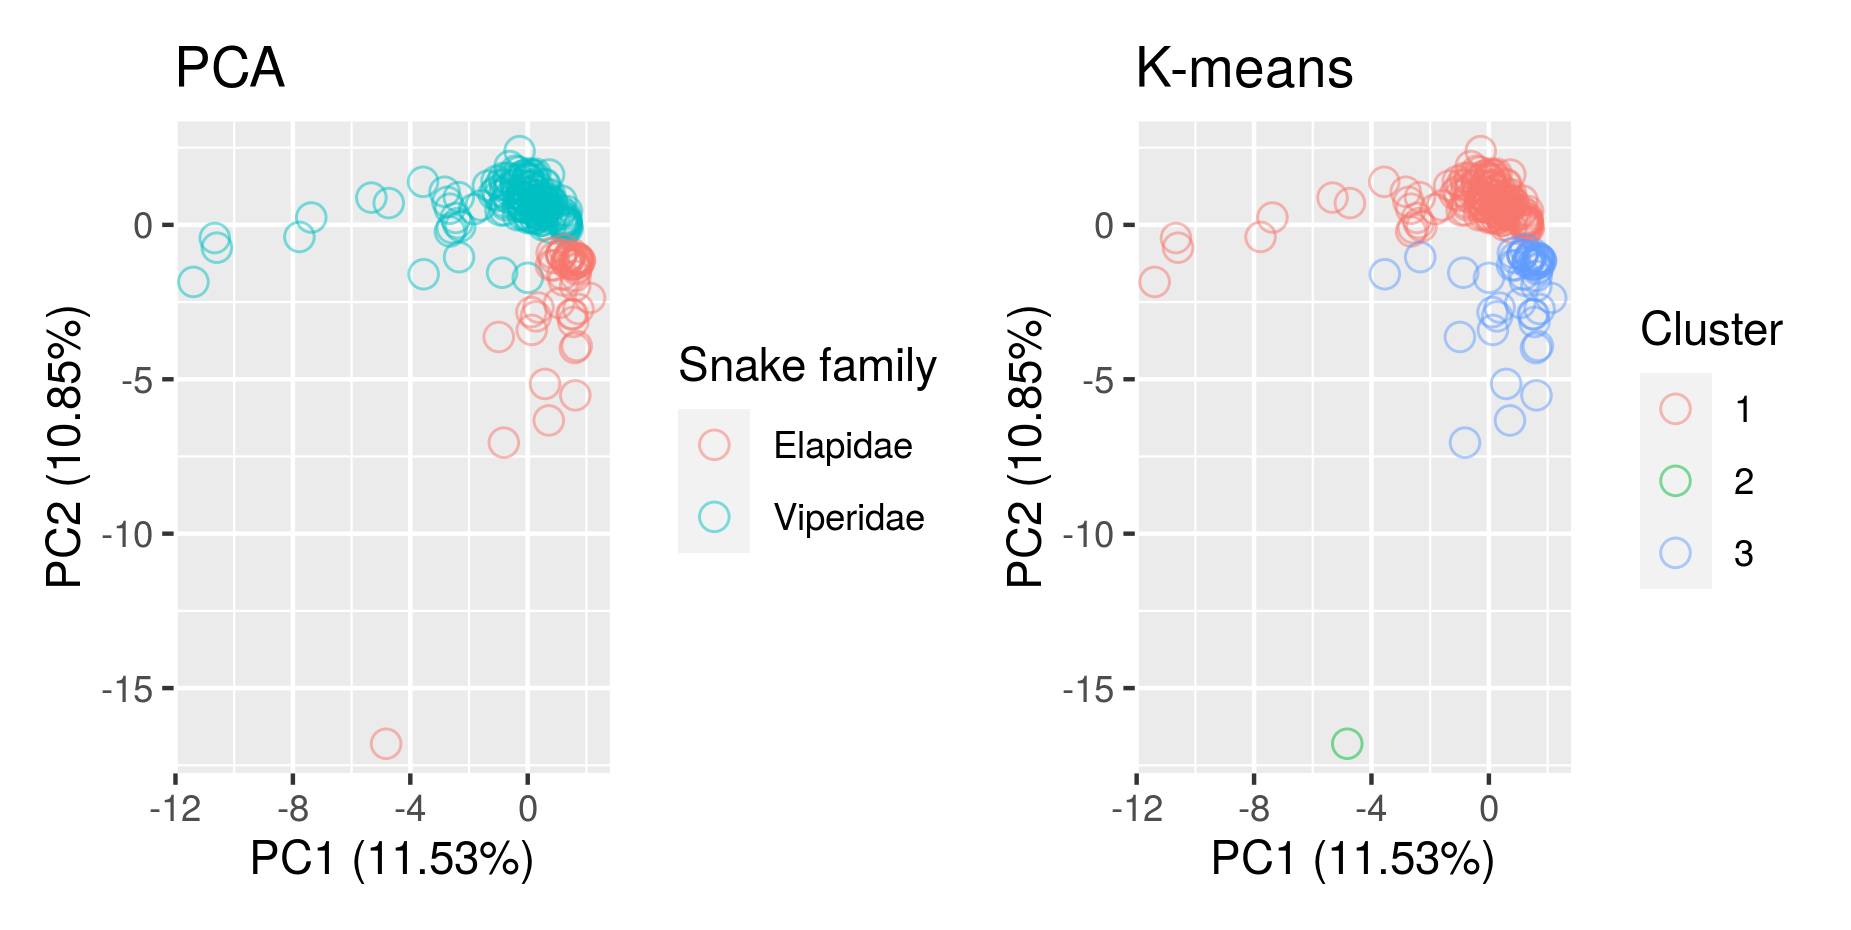 PCA
0
-5
-10
-15
PC2 (10.85%)
-12 -8 -4 0
PC1 (11.53%)
Snake family
Elapidae
Viperidae
K-means
0
-5
-10
-15
PC2 (10.85%)
-12 -8 -4 0
PC1 (11.53%)
Cluster
1
2
3